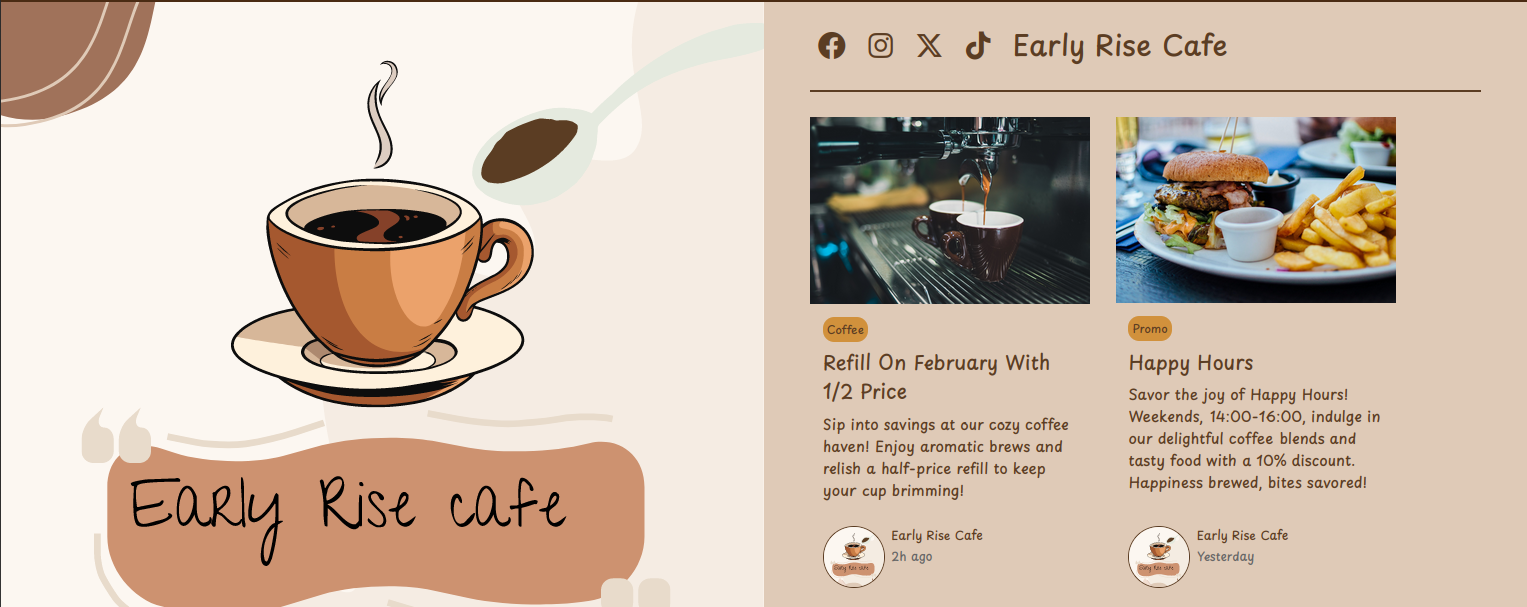 Early Rise cafe
Early Rise Cafe
Coffee
Refill On February With
1/2 Price
Sip into savings at our cozy coffee
haven! Enjoy aromatic brews and
relish a half-price refill to keep
your cup brimming!
Early Rise Cafe
2h ago
Promo
Happy Hours
Savor the joy of Happy Hours!
Weekends, 14:00-16:00, indulge in
our delightful coffee blends and
tasty food with a 10% discount.
Happiness brewed, bites savored!
Early Rise Cafe
Yesterday